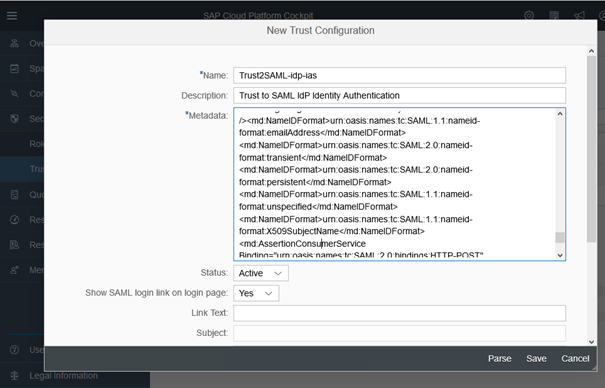 SAP Cloud Platform Cockpit
New Trust Configuration
Ove
Spa
Con
Sec
Role
Trus
Quo
Res
Res
Mer
Use
Legal Information
*Name: Trust2SAML-idp-ias
Description: Trust to SAML IdP Identity Authentication
*Metadata:
/><md:NameIDFormat>urn:oasis:names:tc:SAML:1.1:nameid-
format:emailAddress</md:NameIDFormat>
<md:NameIDFormat>urn:oasis:names:tc:SAML:2.0:nameid-
format:transient</md:NameIDFormat>
<md:NameIDFormat>urn:oasis:names:tc:SAML:2.0:nameid-
format:persistent</md:NameIDFormat>
<md:NameIDFormat>urn:oasis:names:tc:SAML:1.1:nameid-
format:unspecified</md:NameIDFormat>
<md:NameIDFormat>urn:oasis:names:tc:SAML:1.1:nameid-
format:X509SubjectName</md:NameIDFormat>
<md:AssertionConsumerService
Binding="urn:oasis:names:tc:SAML:2.0:bindings:HTTP-POST"
Status: Active
Show SAML login link on login page: Yes
Link Text:
Subject:
Parse Save Cancel